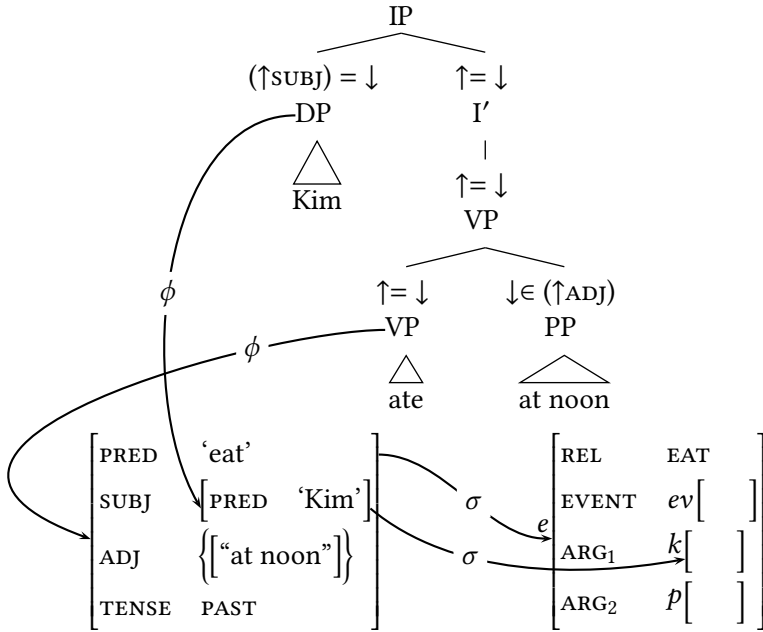 IP
(↑SUBJ) = ↓ ↑= ↓
DP I′
Kim
↑= ↓
VP
↑= ↓ ↓∈ (↑ADJ)
VP PP
ate at noon
ϕ
ϕ
[PRED ‘eat’
SUBJ [PRED ‘Kim’]
ADJ {[“at noon”]}
TENSE PAST]
σ
σ
e
[REL EAT
EVENT ev[ ]
ARG₁ k[ ]
ARG₂ p[ ]]